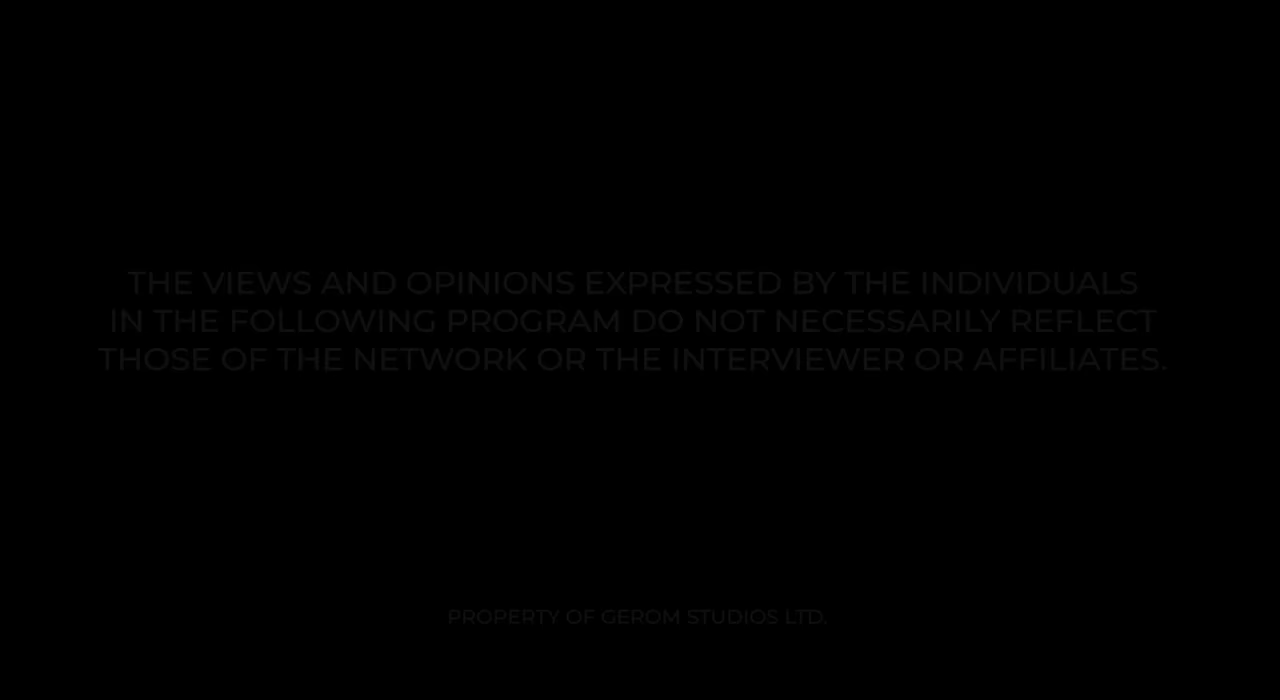 THE VIEWS AND OPINIONS EXPRESSED BY THE INDIVIDUALS
IN THE FOLLOWING PROGRAM DO NOT NECESSARILY REFLECT
THOSE OF THE NETWORK OR THE INTERVIEWER OR AFFILIATES.
PROPERTY OF GEROM STUDIOS LTD.